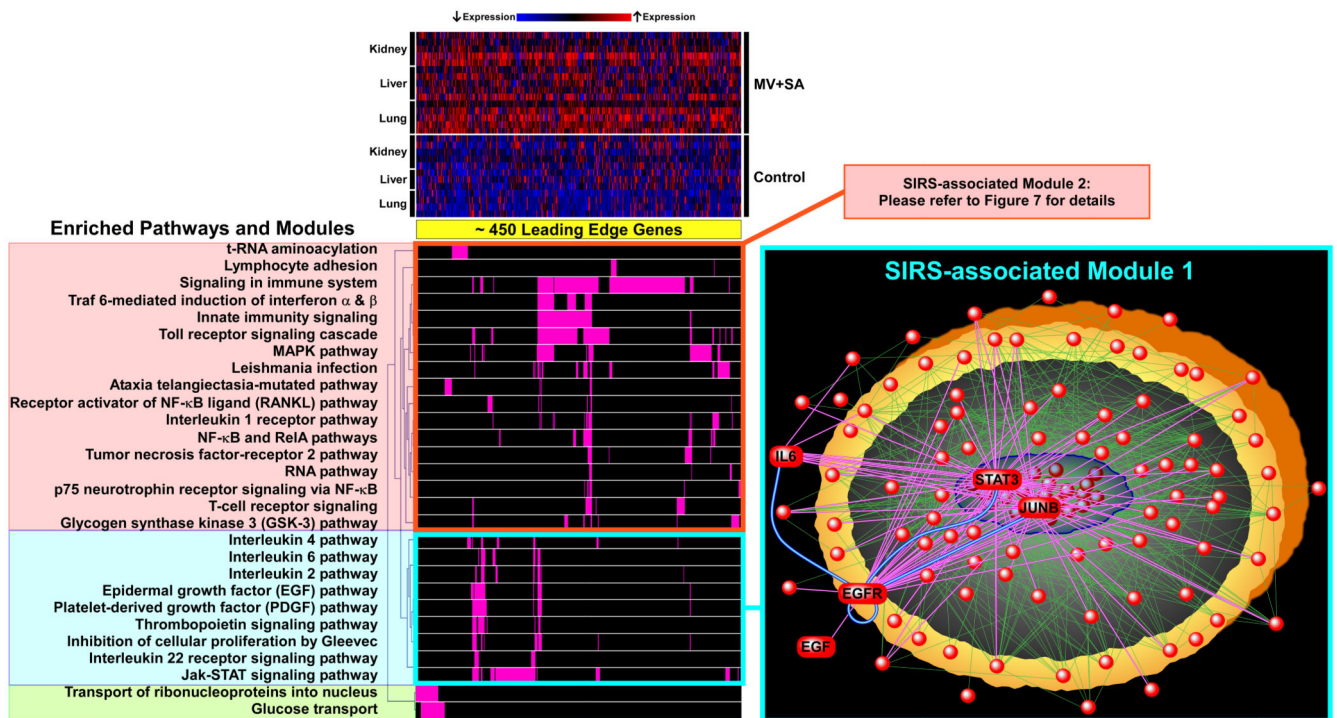 ↓Expression ↑Expression
Kidney
Liver
Lung
MV+SA
Kidney
Liver
Lung
Control
SIRS-associated Module 2:
Please refer to Figure 7 for details
Enriched Pathways and Modules
~ 450 Leading Edge Genes
t-RNA aminoacylation
Lymphocyte adhesion
Signaling in immune system
Traf 6-mediated induction of interferon α & β
Innate immunity signaling
Toll receptor signaling cascade
MAPK pathway
Leishmania infection
Ataxia telangiectasia-mutated pathway
Receptor activator of NF-κB ligand (RANKL) pathway
Interleukin 1 receptor pathway
NF-κB and RelA pathways
Tumor necrosis factor-receptor 2 pathway
RNA pathway
p75 neurotrophin receptor signaling via NF-κB
T-cell receptor signaling
Glycogen synthase kinase 3 (GSK-3) pathway
Interleukin 4 pathway
Interleukin 6 pathway
Interleukin 2 pathway
Epidermal growth factor (EGF) pathway
Platelet-derived growth factor (PDGF) pathway
Thrombopoietin signaling pathway
Inhibition of cellular proliferation by Gleevec
Interleukin 22 receptor signaling pathway
Jak-STAT signaling pathway
Transport of ribonucleoproteins into nucleus
Glucose transport
SIRS-associated Module 1
IL6
STAT3
JUNB
EGFR
EGF